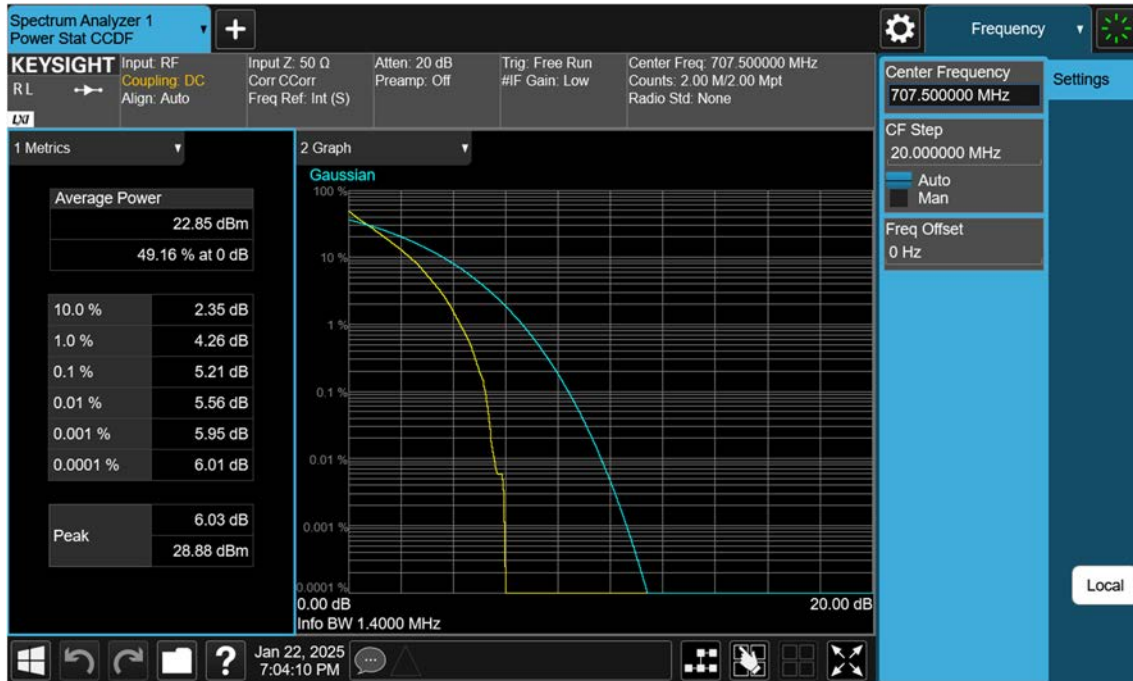 Spectrum Analyzer 1
Power Stat CCDF
Frequency
KEYSIGHT
R L
LXI
Input: RF
Coupling: DC
Align: Auto
Input Z: 50 Ω
Corr CCorr
Freq Ref: Int (S)
Atten: 20 dB
Preamp: Off
Trig: Free Run
#IF Gain: Low
Center Freq: 707.500000 MHz
Counts: 2.00 M/2.00 Mpt
Radio Std: None
Center Frequency
707.500000 MHz
Settings
CF Step
20.000000 MHz
Auto
Man
Freq Offset
0 Hz
1 Metrics
Average Power
22.85 dBm
49.16 % at 0 dB
10.0 % 2.35 dB
1.0 % 4.26 dB
0.1 % 5.21 dB
0.01 % 5.56 dB
0.001 % 5.95 dB
0.0001 % 6.01 dB
Peak
6.03 dB
28.88 dBm
2 Graph
Gaussian
100 %
10 %
1 %
0.1 %
0.01 %
0.001 %
0.0001 %
0.00 dB 20.00 dB
Info BW 1.4000 MHz
Local
?
Jan 22, 2025
7:04:10 PM